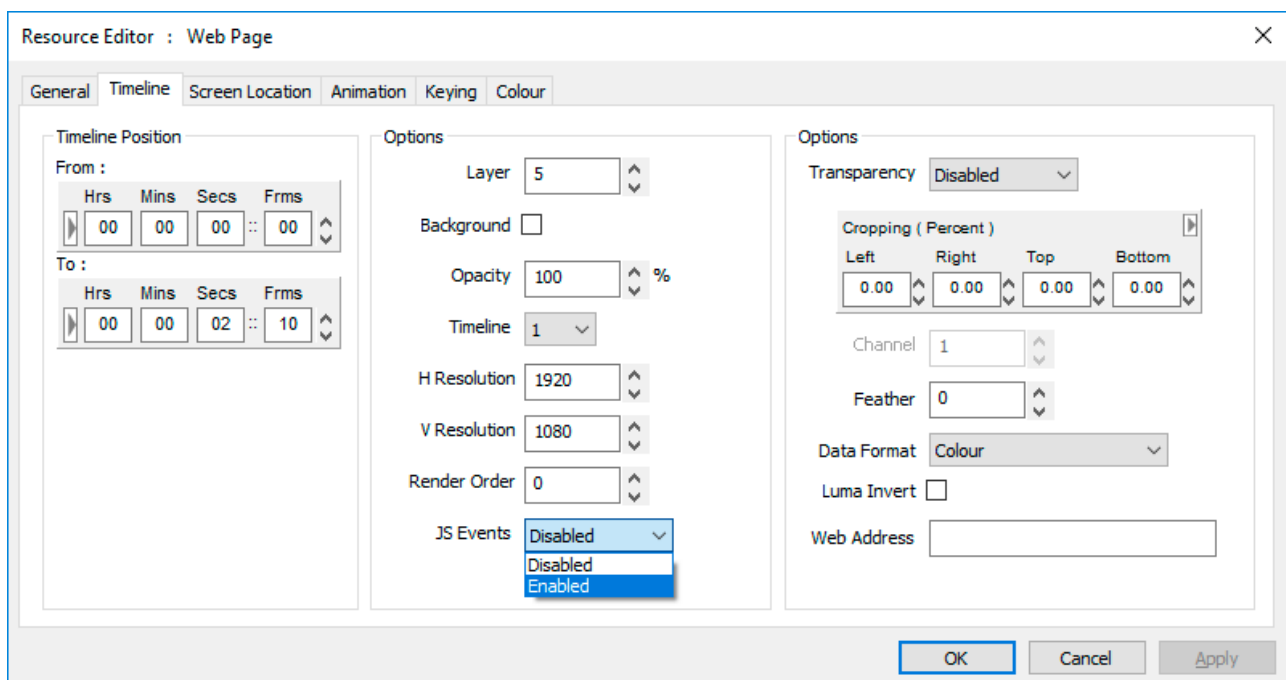 Resource Editor : Web Page
General Timeline Screen Location Animation Keying Colour
Timeline Position
From :
Hrs Mins Secs Frms
00 00 00 :: 00
To :
Hrs Mins Secs Frms
00 00 02 :: 10
Options
Layer 5
Background
Opacity 100 %
Timeline 1
H Resolution 1920
V Resolution 1080
Render Order 0
JS Events Disabled
Disabled
Enabled
Options
Transparency Disabled
Cropping ( Percent )
Left Right Top Bottom
0.00 0.00 0.00 0.00
Channel 1
Feather 0
Data Format Colour
Luma Invert
Web Address
OK Cancel Apply